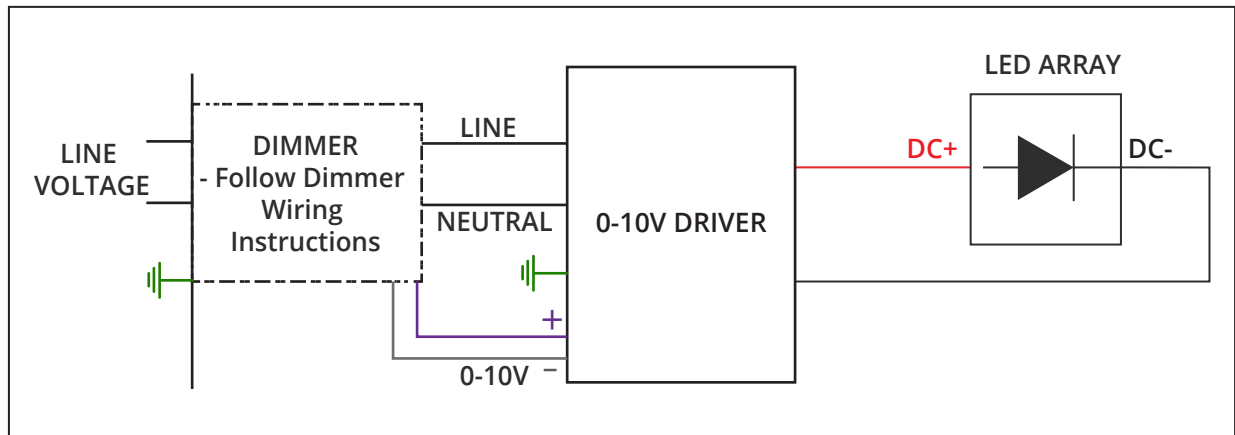 LED ARRAY
LINE
VOLTAGE
DIMMER
- Follow Dimmer
Wiring
Instructions
LINE
NEUTRAL
+
0-10V −
0-10V DRIVER
DC+
DC-